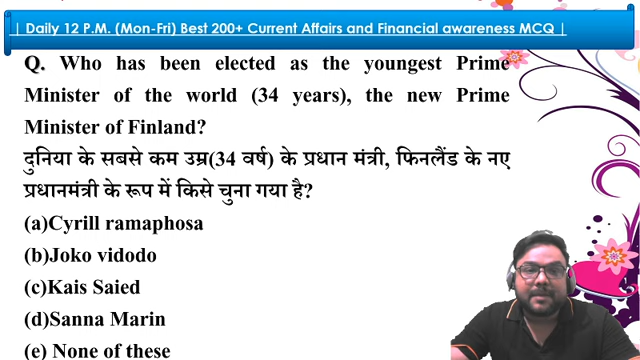 | Daily 12 P.M. (Mon-Fri) Best 200+ Current Affairs and Financial awareness MCQ |
Q. Who has been elected as the youngest Prime
Minister of the world (34 years), the new Prime
Minister of Finland?
दुनिया के सबसे कम उम्र(34 वर्ष) के प्रधान मंत्री, फिनलैंड के नए
प्रधानमंत्री के रूप में किसे चुना गया है?
(a)Cyrill ramaphosa
(b)Joko vidodo
(c)Kais Saied
(d)Sanna Marin
(e) None of these